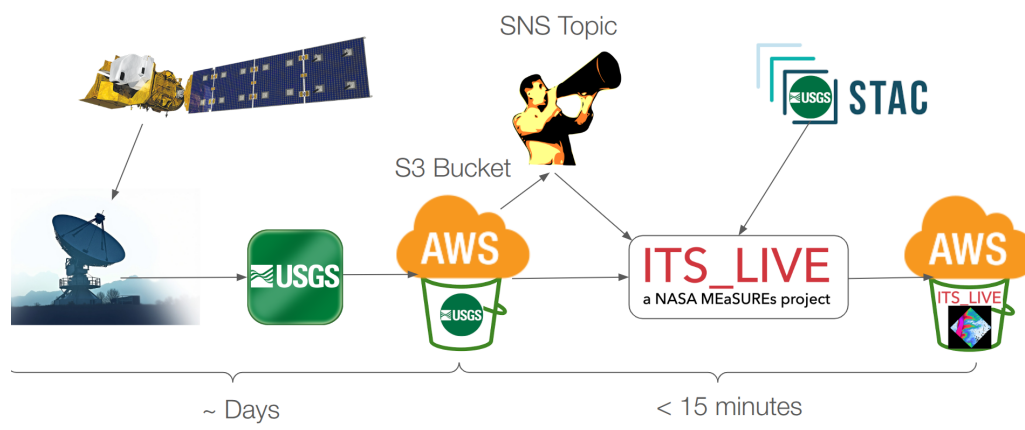 SNS Topic
USGS
STAC
S3 Bucket
AWS
AWS
USGS
ITS_LIVE
a NASA MEaSUREs project
ITS_LIVE
USGS
~ Days
< 15 minutes